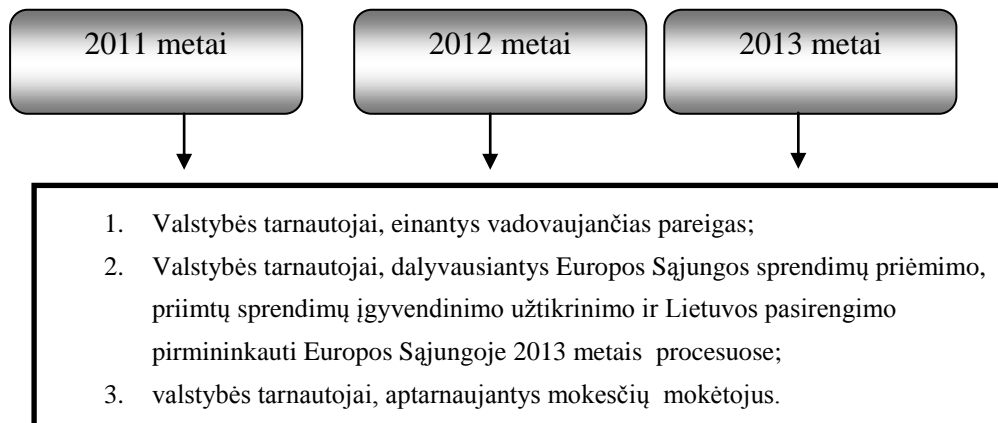 2011 metai 2012 metai 2013 metai
1. Valstybės tarnautojai, einantys vadovaujančias pareigas;
2. Valstybės tarnautojai, dalyvausiantys Europos Sąjungos sprendimų priėmimo,
priimtų sprendimų įgyvendinimo užtikrinimo ir Lietuvos pasirengimo
pirmininkauti Europos Sąjungoje 2013 metais procesuose;
3. valstybės tarnautojai, aptarnaujantys mokesčių mokėtojus.